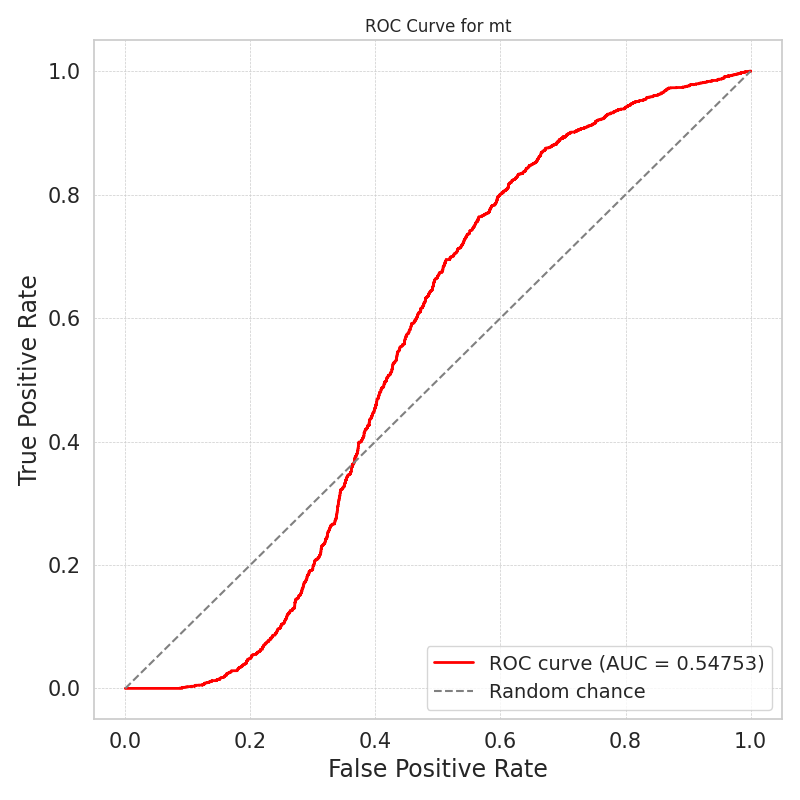 ROC Curve for mt
True Positive Rate
1.0
0.8
0.6
0.4
0.2
0.0
ROC curve (AUC = 0.54753)
Random chance
0.0 0.2 0.4 0.6 0.8 1.0
False Positive Rate